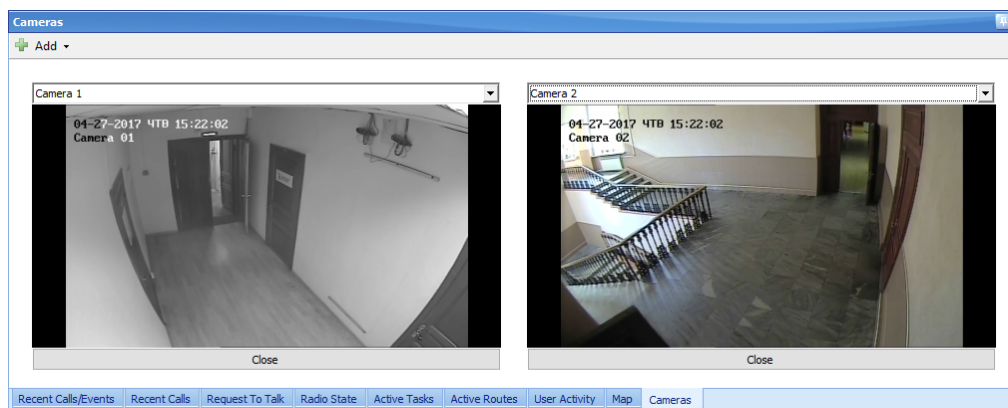 Cameras
Add
Camera 1
Camera 2
04-27-2017 ЧТВ 15:22:02
Camera 01
04-27-2017 ЧТВ 15:22:02
Camera 02
Close
Close
Recent Calls/Events
Recent Calls
Request To Talk
Radio State
Active Tasks
Active Routes
User Activity
Map
Cameras